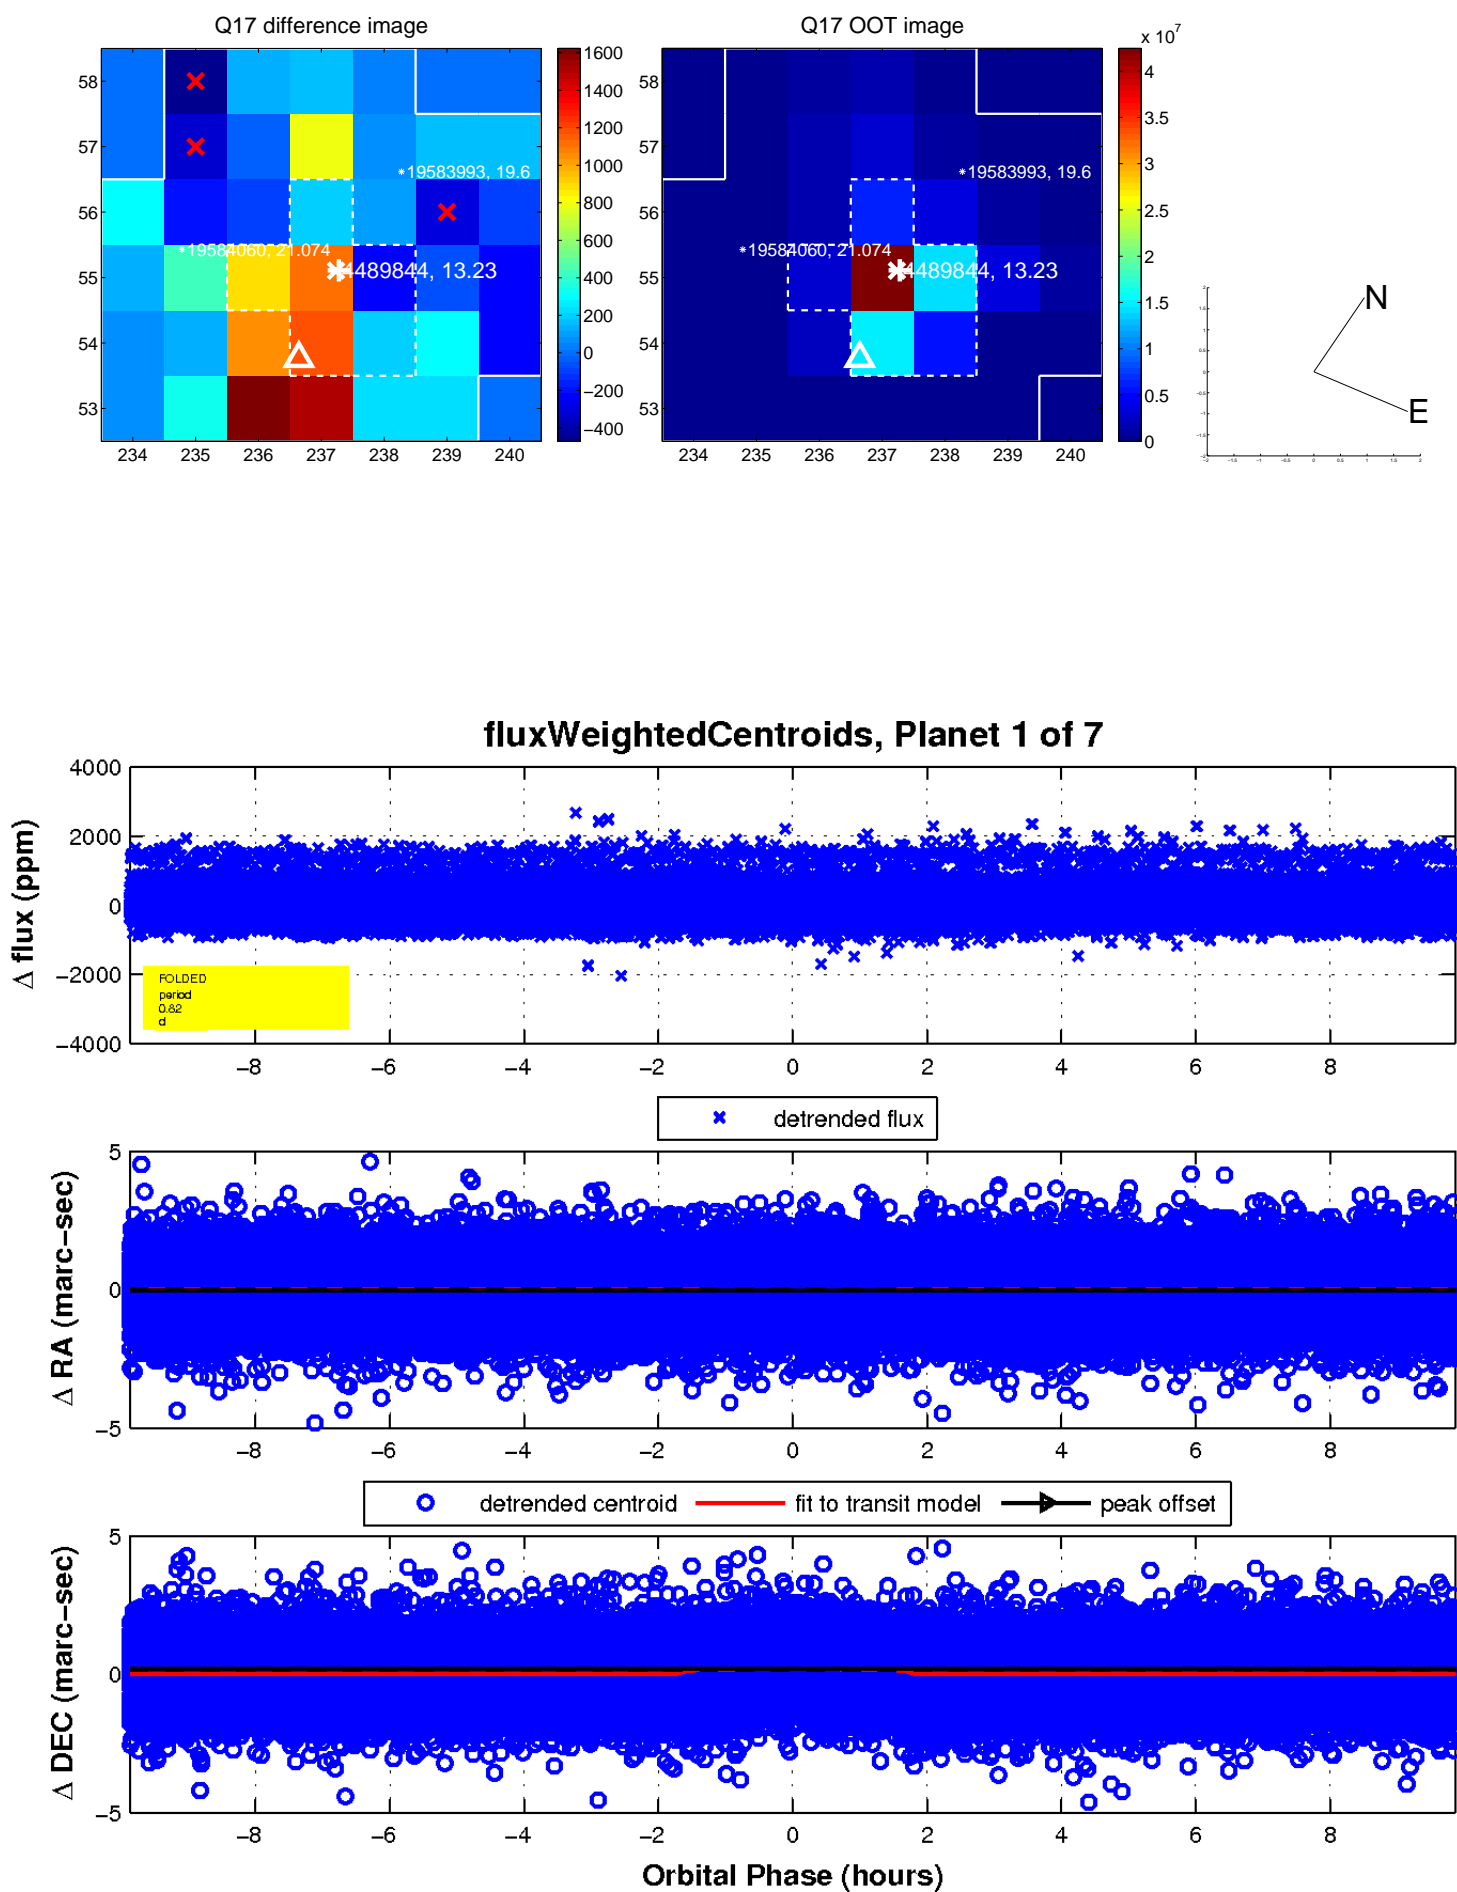 Q17 difference image
Q17 OOT image
x 10^7
58
57
56
55
54
53
234 235 236 237 238 239 240
1600
1400
1200
1000
800
600
400
200
0
−200
−400
19583993, 19.6
19584060, 21.074
4489844, 13.23
58
57
56
55
54
53
234 235 236 237 238 239 240
4
3.5
3
2.5
2
1.5
1
0.5
0
19583993, 19.6
19584060, 21.074
4489844, 13.23
N
E
fluxWeightedCentroids, Planet 1 of 7
Δ flux (ppm)
4000
2000
0
−2000
−4000
FOLDED
period
0.82
d
−8 −6 −4 −2 0 2 4 6 8
detrended flux
Δ RA (marc−sec)
5
0
−5
−8 −6 −4 −2 0 2 4 6 8
detrended centroid fit to transit model peak offset
Δ DEC (marc−sec)
5
0
−5
−8 −6 −4 −2 0 2 4 6 8
Orbital Phase (hours)